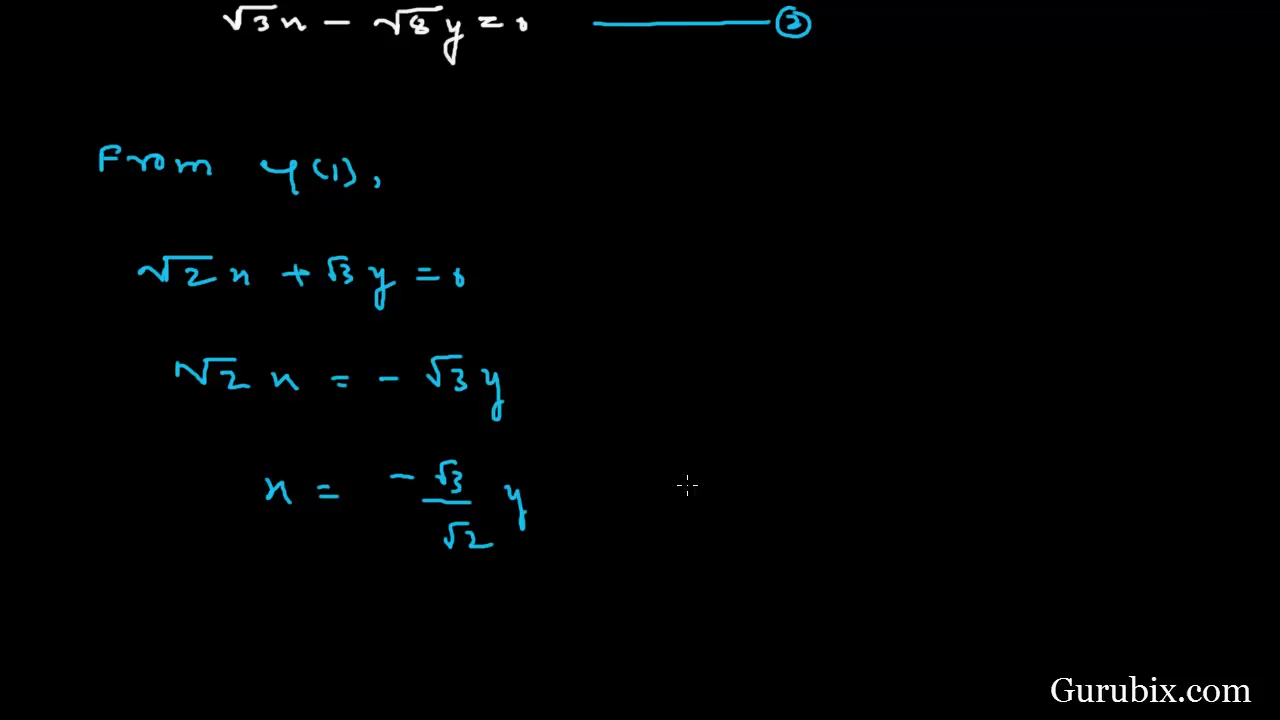 √3x - √8y = 0 ②
From eq(1),
√2x + √3y = 0
√2x = - √3y
x = -√3/√2 y
Gurubix.com